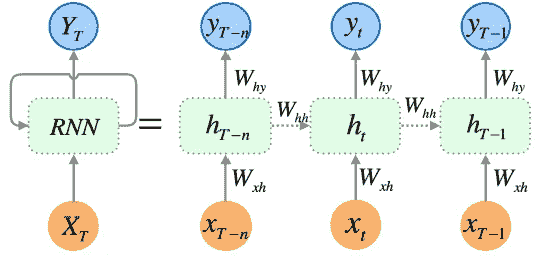 Y_T y_{T-n} y_t y_{T-1}
W_{hy} W_{hy} W_{hy}
W_{hh} W_{hh}
RNN = h_{T-n} h_t h_{T-1}
W_{xh} W_{xh} W_{xh}
X_T x_{T-n} x_t x_{T-1}